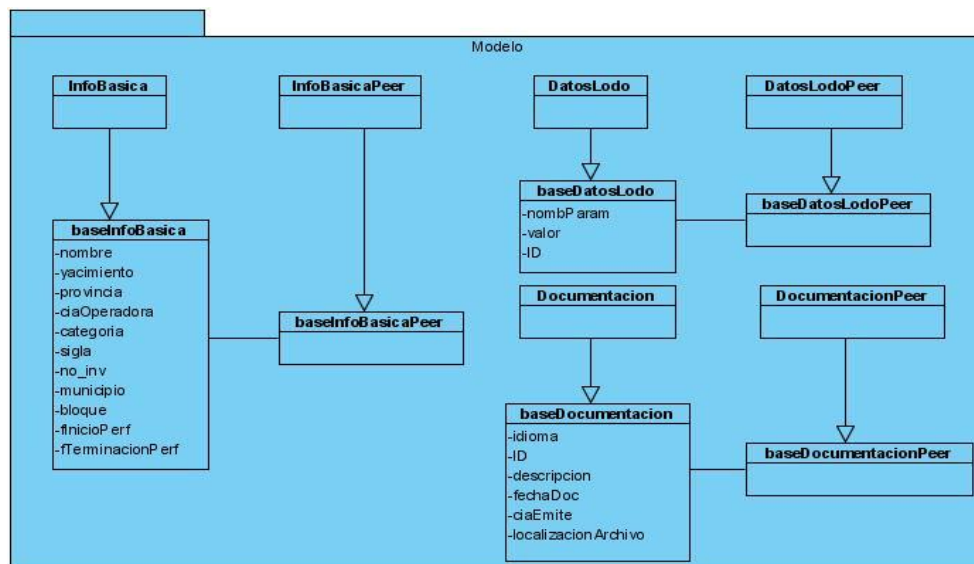 Modelo
InfoBasica
InfoBasicaPeer
DatosLodo
DatosLodoPeer
baseDatosLodo
-nombParam
-valor
-ID
baseDatosLodoPeer
baseInfoBasica
-nombre
-yacimiento
-provincia
-ciaOperadora
-categoria
-sigla
-no_inv
-municipio
-bloque
-fInicioPerf
-fTerminacionPerf
baseInfoBasicaPeer
Documentacion
DocumentacionPeer
baseDocumentacion
-idioma
-ID
-descripcion
-fechaDoc
-ciaEmite
-localizacionArchivo
baseDocumentacionPeer